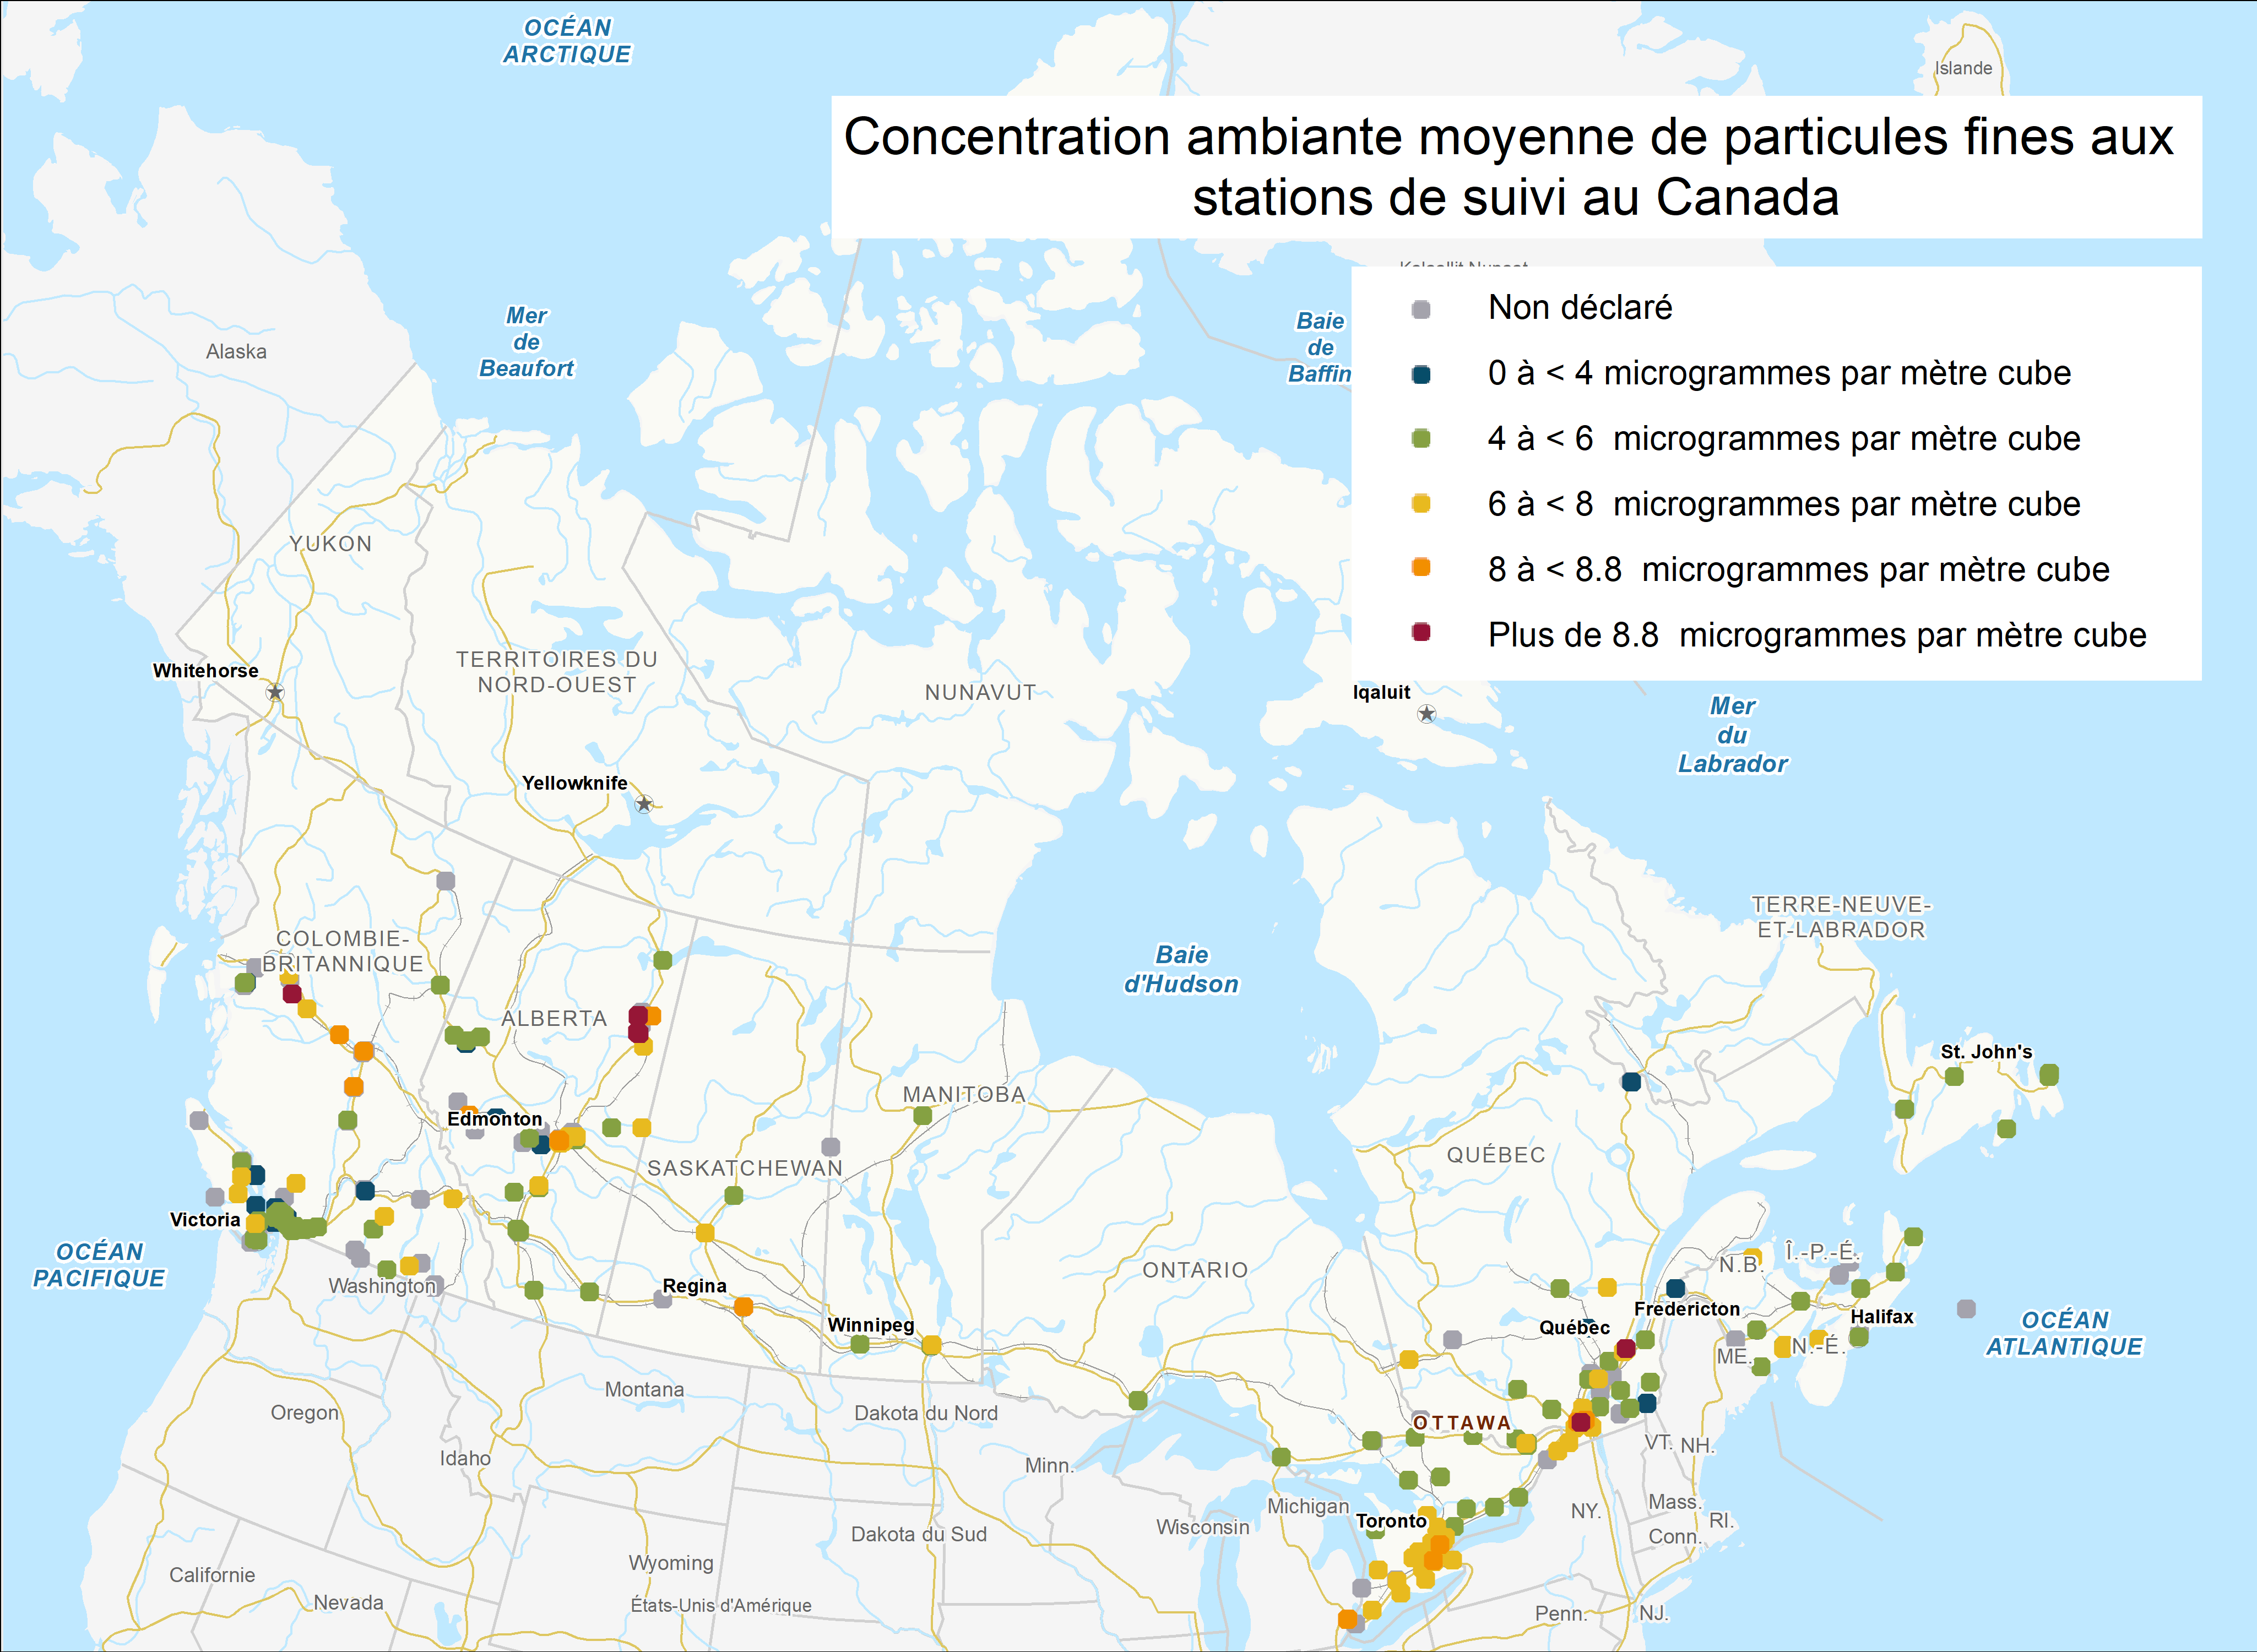 OCÉAN
ARCTIQUE
Islande
Concentration ambiante moyenne de particules fines aux
stations de suivi au Canada
Non déclaré
0 à < 4 microgrammes par mètre cube
4 à < 6 microgrammes par mètre cube
6 à < 8 microgrammes par mètre cube
8 à < 8.8 microgrammes par mètre cube
Plus de 8.8 microgrammes par mètre cube
Mer
de
Beaufort
Baie
de
Baffin
Alaska
YUKON
Whitehorse
TERRITOIRES DU
NORD-OUEST
NUNAVUT
Iqaluit
Mer
du
Labrador
Yellowknife
TERRE-NEUVE-
ET-LABRADOR
COLOMBIE-
BRITANNIQUE
Baie
d'Hudson
ALBERTA
St. John's
MANITOBA
Edmonton
QUÉBEC
SASKATCHEWAN
Victoria
OCÉAN
PACIFIQUE
Washington
Regina
ONTARIO
N.B.
Î.-P.-É.
Fredericton
Halifax
OCÉAN
ATLANTIQUE
Winnipeg
Québec
ME.
N.-É.
Montana
Oregon
Dakota du Nord
OTTAWA
VT.
NH.
Idaho
Minn.
Michigan
Mass.
NY.
RI.
Toronto
Wisconsin
Dakota du Sud
Conn.
Wyoming
Californie
Nevada
États-Unis d'Amérique
Penn.
NJ.